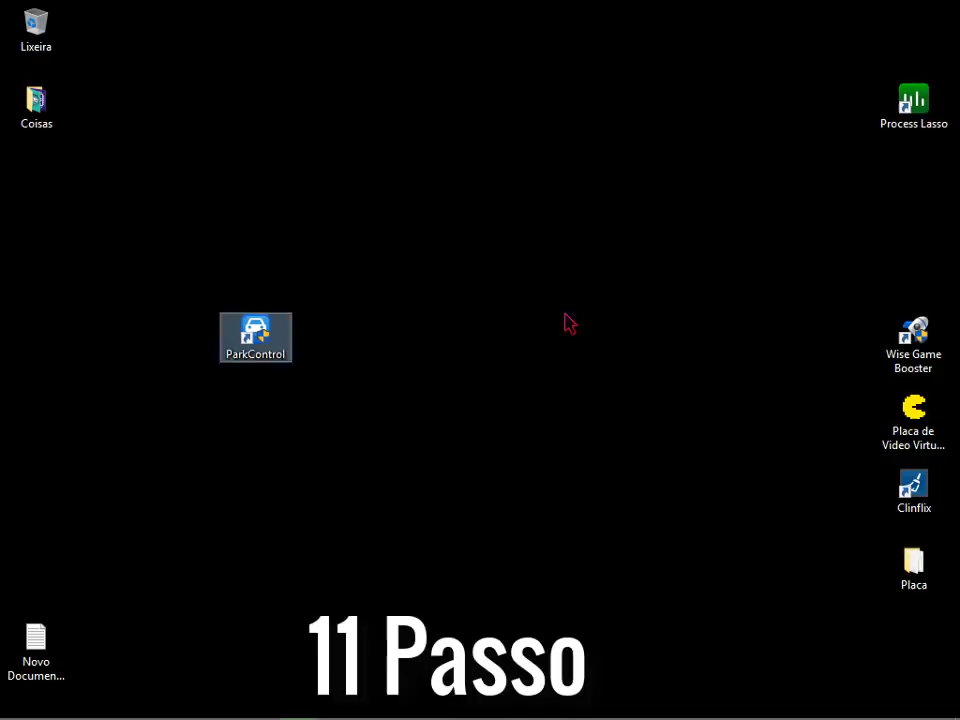 Lixeira
Coisas
Process Lasso
ParkControl
Wise Game
Booster
Placa de
Video Virtu...
Clinflix
Placa
Novo
Documen...
11 Passo